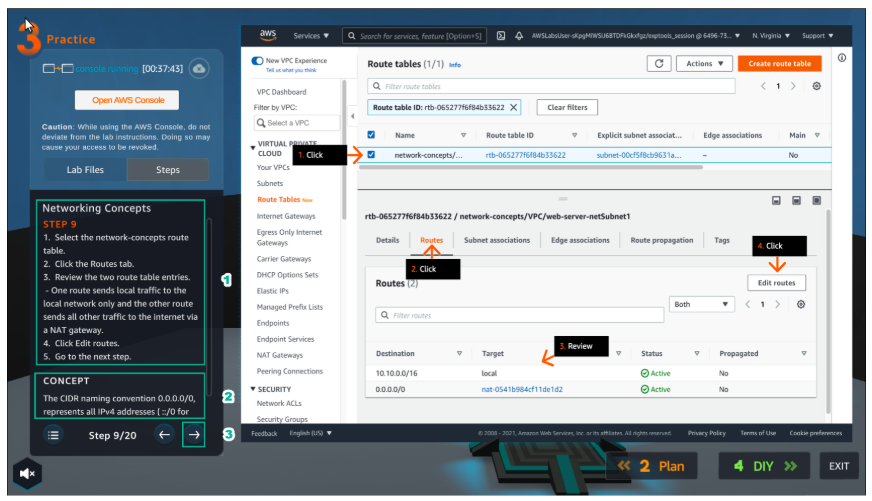 3 Practice
console running [00:37:43]
Open AWS Console
Caution: While using the AWS Console, do not
deviate from the lab instructions. Doing so may
cause your access to be revoked.
Lab Files
Steps
Networking Concepts
STEP 9
1. Select the network-concepts route
table.
2. Click the Routes tab.
3. Review the two route table entries.
- One route sends local traffic to the
local network only and the other route
sends all other traffic to the internet via
a NAT gateway.
4. Click Edit routes.
5. Go to the next step.
1
CONCEPT
The CIDR naming convention 0.0.0.0/0,
represents all IPv4 addresses ( ::/0 for
2
Step 9/20
3
aws Services Search for services, feature [Option+S]
N. Virginia Support
New VPC Experience
Tell us what you think
VPC Dashboard
Filter by VPC:
Select a VPC
VIRTUAL PRIVATE
CLOUD
Your VPCs
Subnets
Route Tables New
Internet Gateways
Egress Only Internet
Gateways
Carrier Gateways
DHCP Options Sets
Elastic IPs
Managed Prefix Lists
Endpoints
Endpoint Services
NAT Gateways
Peering Connections
SECURITY
Network ACLs
Security Groups
Route tables (1/1) Info
Actions
Create route table
Filter route tables
1
Route table ID: rtb-065277f6f84b33622 X
Clear filters
Name Route table ID Explicit subnet associat... Edge associations Main
1. Click
network-concepts/... rtb-065277f6f84b33622 subnet-00cf5f8cb9631a... – No
rtb-065277f6f84b33622 / network-concepts/VPC/web-server-netSubnet1
Details Routes Subnet associations Edge associations Route propagation Tags
4. Click
2. Click
Routes (2)
Edit routes
Both
1
Filter routes
3. Review
Destination Target Status Propagated
10.10.0.0/16 local Active No
0.0.0.0/0 nat-0541b984cf11de1d2 Active No
Feedback English (US) © 2008 - 2021, Amazon Web Services, Inc. or its affiliates. All rights reserved. Privacy Policy Terms of Use Cookie preferences
2 Plan
4 DIY
EXIT